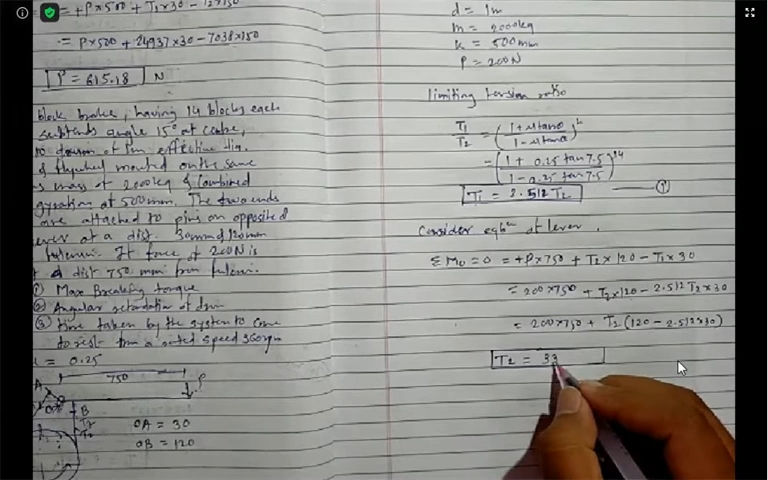 = +P×500 + T1×30 - T2×150
= P×500 + 24937×30 - 7038×150
P = 615.18 N
block brake, having 14 blocks each
subtends angle 15° at centre,
drum of 1m effective dia.
& flywheel mounted on the same
mass of 2000kg & combined
gyration of 500mm. The two ends
are attached to pins on opposite
ever at a dist. 30mm & 120mm
fulcrum. If force of 200N is
dist 750 mm from fulcrum.
① Max Breaking torque
② Angular retardation of drum
③ time taken by the system to come
to rest from a rated speed 360rpm
= 0.25
750
P
A
B
T2
OA = 30
OB = 120
d = 1m
m = 2000kg
k = 500mm
P = 200N
limiting tension ratio
T1/T2 = (1+μtanθ/1-μtanθ)^n
= [1 + 0.25 tan 7.5/1 - 0.25 tan 7.5]^14
T1 = 2.512 T2 ①
Consider eqbm of lever.
ΣMo = 0 = +P×750 + T2×120 - T1×30
= 200×750 + T2×120 - 2.512 T2×30
= 200×750 + T2(120 - 2.512×30)
T2 = 33